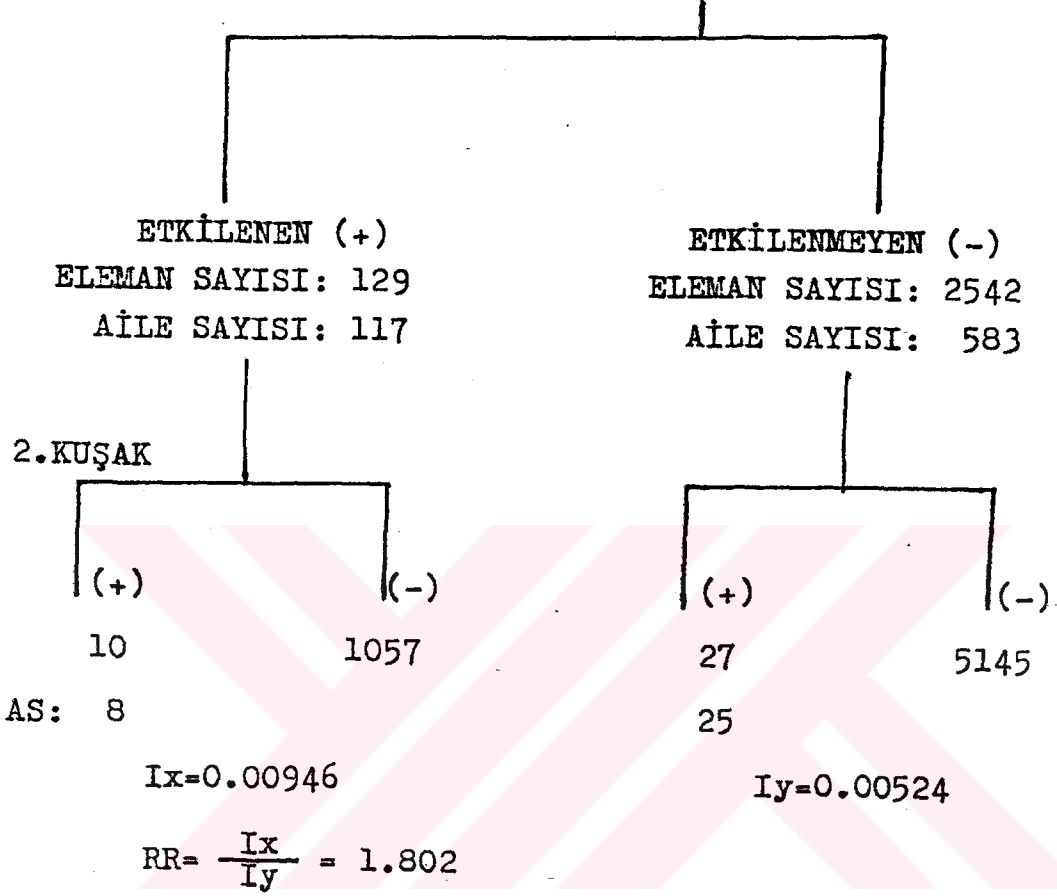 ETKİLENEN (+) ETKİLENMEYEN (-)
ELEMAN SAYISI: 129 ELEMAN SAYISI: 2542
AİLE SAYISI: 117 AİLE SAYISI: 583
2.KUŞAK
(+) (-) (+) (-)
10 1057 27 5145
AS: 8 25
Ix=0.00946 Iy=0.00524
RR= Ix/Iy = 1.802